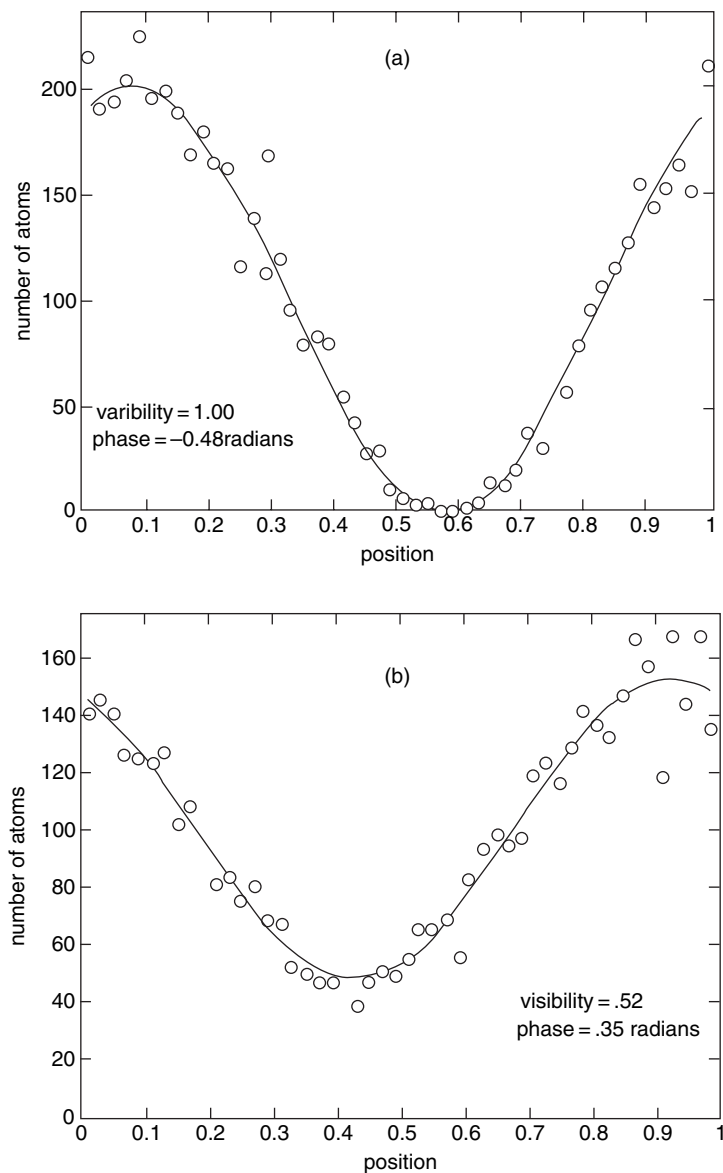 (a)
number of atoms
200
150
100
50
0
varibility = 1.00
phase = –0.48radians
0 0.1 0.2 0.3 0.4 0.5 0.6 0.7 0.8 0.9 1
position
(b)
number of atoms
160
140
120
100
80
60
40
20
0
visibility = .52
phase = .35 radians
0.1 0.2 0.3 0.4 0.5 0.6 0.7 0.8 0.9 1
position